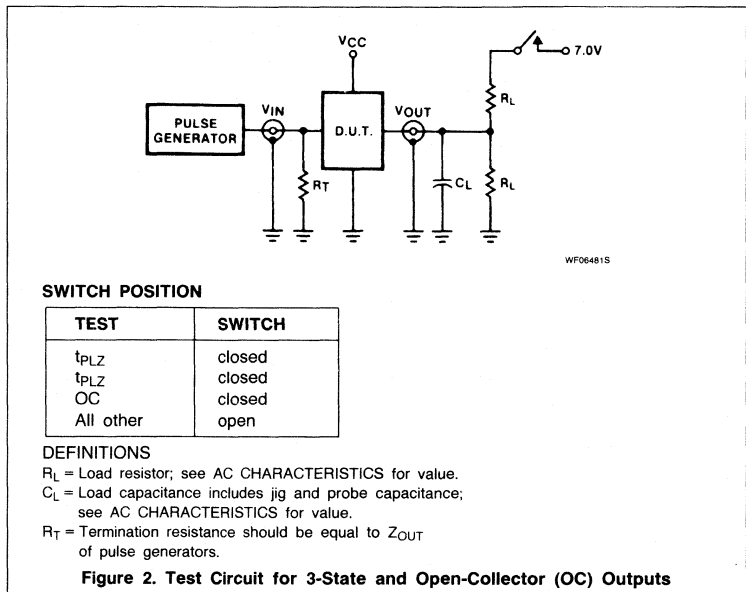 VCC
7.0V
RL
VIN
VOUT
PULSE
GENERATOR
D.U.T.
RT
CL
RL
WF06481S
SWITCH POSITION
TEST SWITCH
tPLZ closed
tPLZ closed
OC closed
All other open
DEFINITIONS
RL = Load resistor; see AC CHARACTERISTICS for value.
CL = Load capacitance includes jig and probe capacitance;
see AC CHARACTERISTICS for value.
RT = Termination resistance should be equal to ZOUT
of pulse generators.
Figure 2. Test Circuit for 3-State and Open-Collector (OC) Outputs